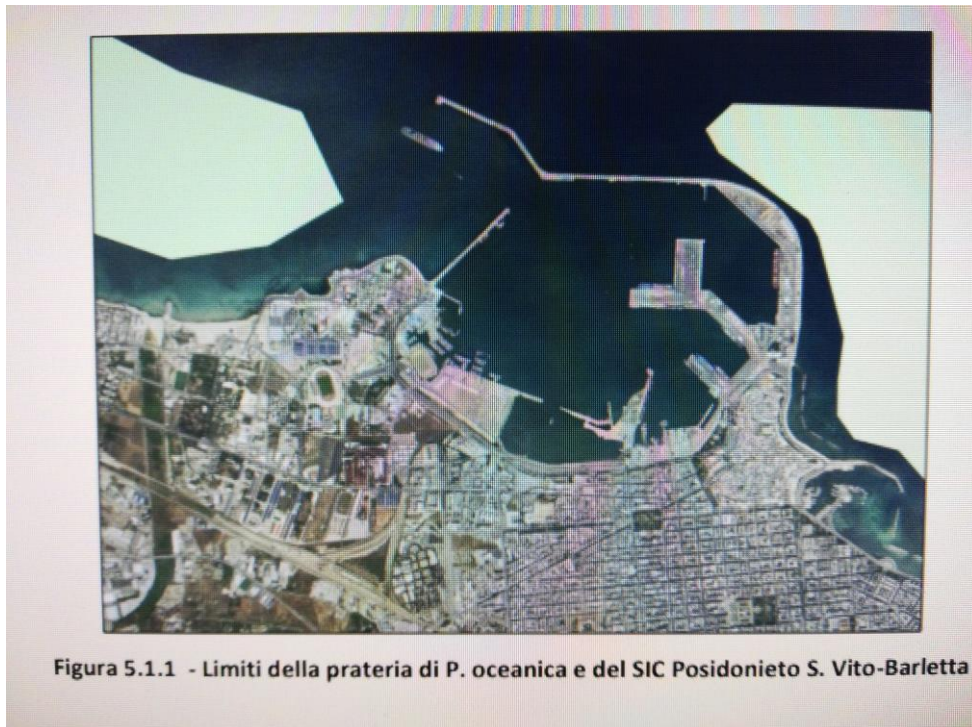 Figura 5.1.1 - Limiti della prateria di P. oceanica e del SIC Posidonieto S. Vito-Barletta